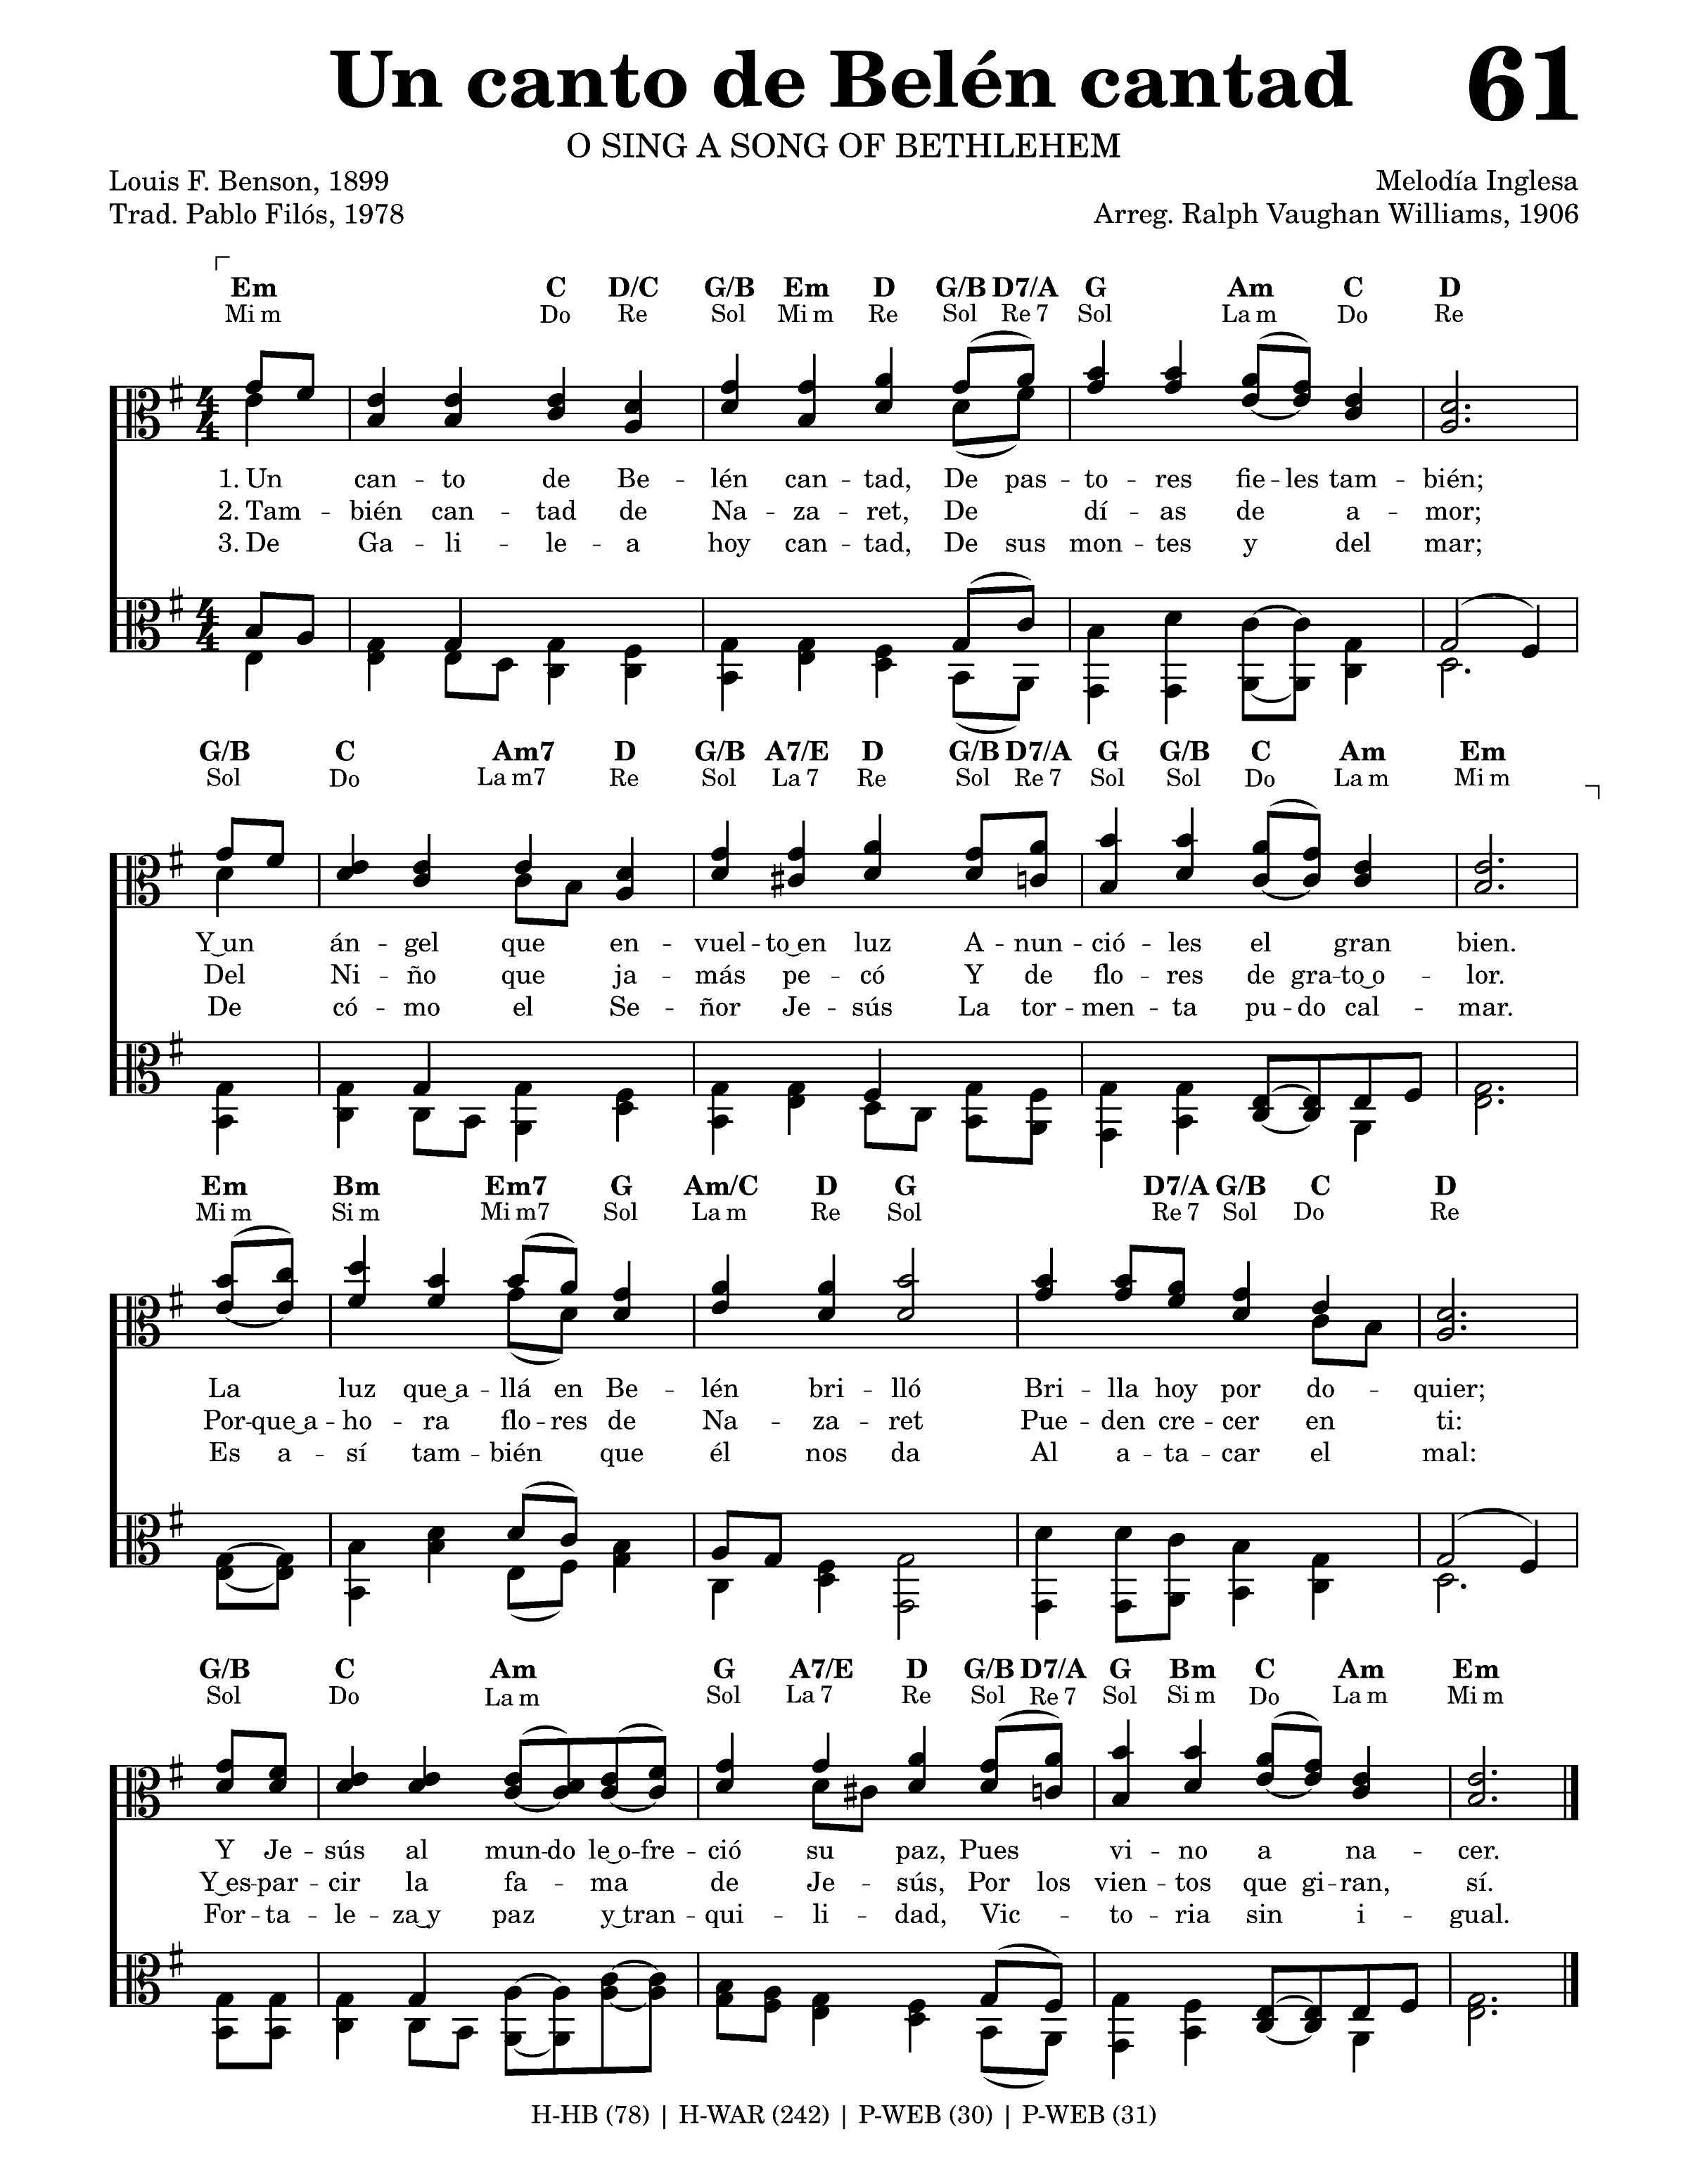 Un canto de Belén cantad 61
O SING A SONG OF BETHLEHEM
Louis F. Benson, 1899 Melodía Inglesa
Trad. Pablo Filós, 1978 Arreg. Ralph Vaughan Williams, 1906
Em C D/C G/B Em D G/B D7/A G Am C D
Mi m Do Re Sol Mi m Re Sol Re 7 Sol La m Do Re
4 4
1. Un can -- to de Be -- lén can -- tad, De pas -- to -- res fie -- les tam -- bién;
2. Tam -- bién can -- tad de Na -- za -- ret, De dí -- as de a -- mor;
3. De Ga -- li -- le -- a hoy can -- tad, De sus mon -- tes y del mar;
4 4
G/B C Am7 D G/B A7/E D G/B D7/A G G/B C Am Em
Sol Do La m7 Re Sol La 7 Re Sol Re 7 Sol Sol Do La m Mi m
Y‿un án -- gel que en -- vuel -- to‿en luz A -- nun -- ció -- les el gran bien.
Del Ni -- ño que ja -- más pe -- có Y de flo -- res de gra -- to‿o -- lor.
De có -- mo el Se -- ñor Je -- sús La tor -- men -- ta pu -- do cal -- mar.
Em Bm Em7 G Am/C D G D7/A G/B C D
Mi m Si m Mi m7 Sol La m Re Sol Re 7 Sol Do Re
La luz que‿a -- llá en Be -- lén bri -- lló Bri -- lla hoy por do -- quier;
Por -- que‿a -- ho -- ra flo -- res de Na -- za -- ret Pue -- den cre -- cer en ti:
Es a -- sí tam -- bién que él nos da Al a -- ta -- car el mal:
G/B C Am G A7/E D G/B D7/A G Bm C Am Em
Sol Do La m Sol La 7 Re Sol Re 7 Sol Si m Do La m Mi m
Y Je -- sús al mun -- do le‿o -- fre -- ció su paz, Pues vi -- no a na -- cer.
Y‿es -- par -- cir la fa -- ma de Je -- sús, Por los vien -- tos que gi -- ran, sí.
For -- ta -- le -- za‿y paz y‿tran -- qui -- li -- dad, Vic -- to -- ria sin i -- gual.
H-HB (78) | H-WAR (242) | P-WEB (30) | P-WEB (31)